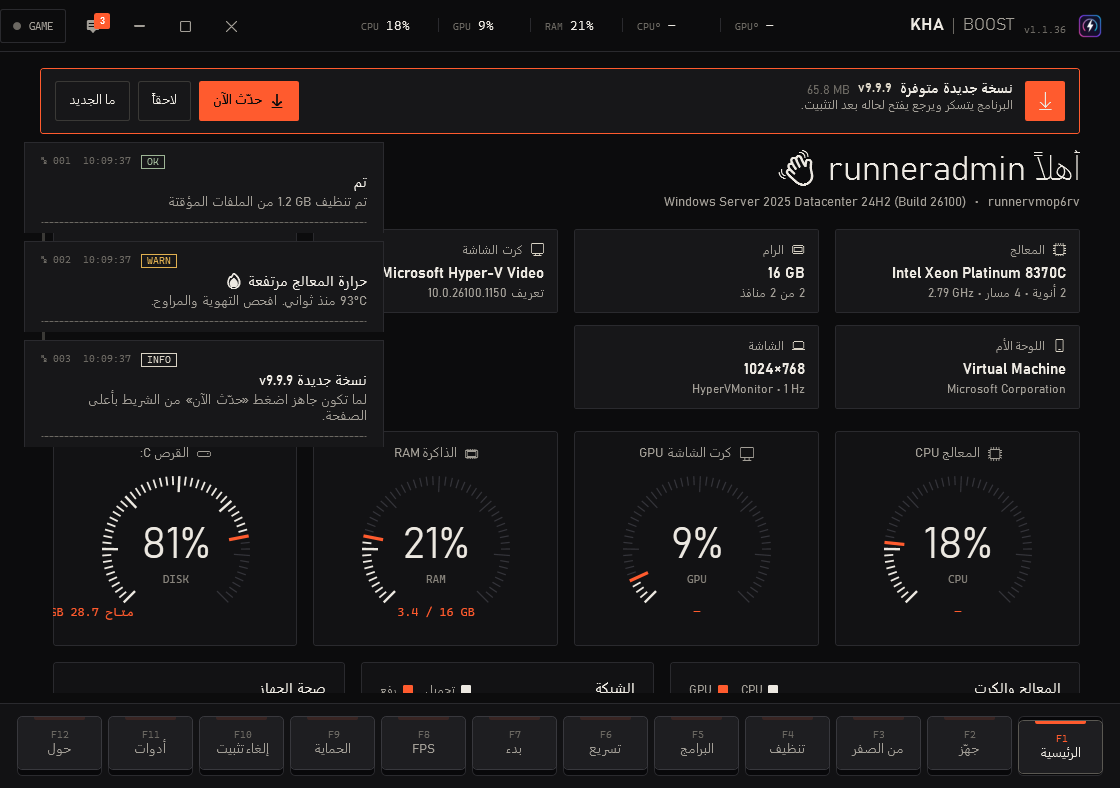 KHA | BOOST v1.1.36
CPU 18%
GPU 9%
RAM 21%
CPU° —
GPU° —
3
GAME
نسخة جديدة متوفرة v9.9.9 65.8 MB
البرنامج يتسكر ويرجع يفتح لحاله بعد التثبيت.
حدّث الآن
لاحقاً
ما الجديد
أهلاً runneradmin
Windows Server 2025 Datacenter 24H2 (Build 26100) • runnervmop6rv
001 10:09:37 OK
تم
تم تنظيف 1.2 GB من الملفات المؤقتة
002 10:09:37 WARN
حرارة المعالج مرتفعة
93°C منذ ثواني. افحص التهوية والمراوح.
003 10:09:37 INFO
نسخة جديدة v9.9.9
لما تكون جاهز اضغط «حدّث الآن» من الشريط بأعلى
الصفحة.
المعالج
Intel Xeon Platinum 8370C
2 أنوية • 4 مسار • 2.79 GHz
الرام
16 GB
2 من 2 منافذ
كرت الشاشة
Microsoft Hyper-V Video
تعريف 10.0.26100.1150
اللوحة الأم
Virtual Machine
Microsoft Corporation
الشاشة
1024×768
HyperVMonitor • 1 Hz
المعالج CPU
18%
CPU
—
كرت الشاشة GPU
9%
GPU
—
الذاكرة RAM
21%
RAM
3.4 / 16 GB
القرص C:
81%
DISK
متاح 28.7 GB
المعالج والكرت
CPU
GPU
الشبكة
تحميل
رفع
صحة الجهاز
F1
الرئيسية
F2
جهّز
F3
من الصفر
F4
تنظيف
F5
البرامج
F6
تسريع
F7
بدء
F8
FPS
F9
الحماية
F10
إلغاء تثبيت
F11
أدوات
F12
حول